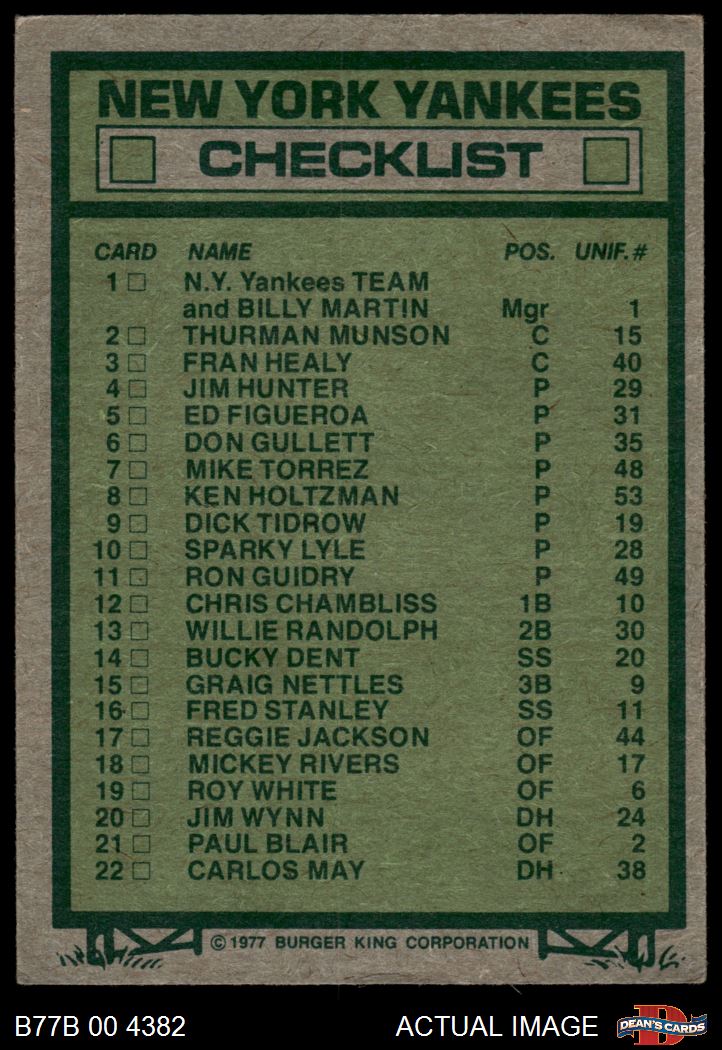 NEW YORK YANKEES
CHECKLIST
CARD NAME POS. UNIF. #
1 N.Y. Yankees TEAM
and BILLY MARTIN Mgr 1
2 THURMAN MUNSON C 15
3 FRAN HEALY C 40
4 JIM HUNTER P 29
5 ED FIGUEROA P 31
6 DON GULLETT P 35
7 MIKE TORREZ P 48
8 KEN HOLTZMAN P 53
9 DICK TIDROW P 19
10 SPARKY LYLE P 28
11 RON GUIDRY P 49
12 CHRIS CHAMBLISS 1B 10
13 WILLIE RANDOLPH 2B 30
14 BUCKY DENT SS 20
15 GRAIG NETTLES 3B 9
16 FRED STANLEY SS 11
17 REGGIE JACKSON OF 44
18 MICKEY RIVERS OF 17
19 ROY WHITE OF 6
20 JIM WYNN DH 24
21 PAUL BLAIR OF 2
22 CARLOS MAY DH 38
© 1977 BURGER KING CORPORATION
B77B 00 4382 ACTUAL IMAGE D DEAN'S CARDS